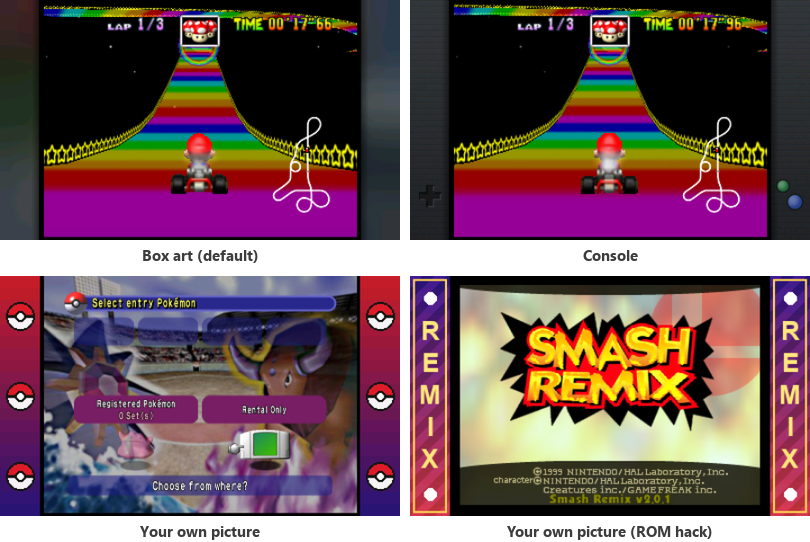 LAP 1/3 TIME 00'17"66
LAP 1/3 TIME 00'17"96
Box art (default)
Console
Select entry Pokémon
Registered Pokémon
0 Set(s)
Rental Only
Choose from where?
REMIX
SMASH
REMIX
©1999 NINTENDO/HAL Laboratory, Inc.
character ©NINTENDO/HAL Laboratory, Inc.
Creatures inc./GAME FREAK inc.
Smash Remix v2.0.1
REMIX
Your own picture
Your own picture (ROM hack)